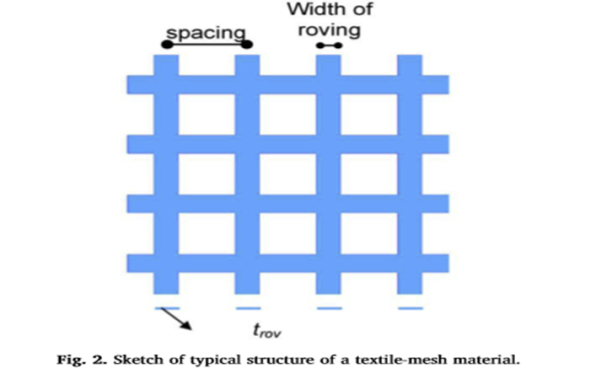 Width of
roving
spacing
trov
Fig. 2. Sketch of typical structure of a textile-mesh material.